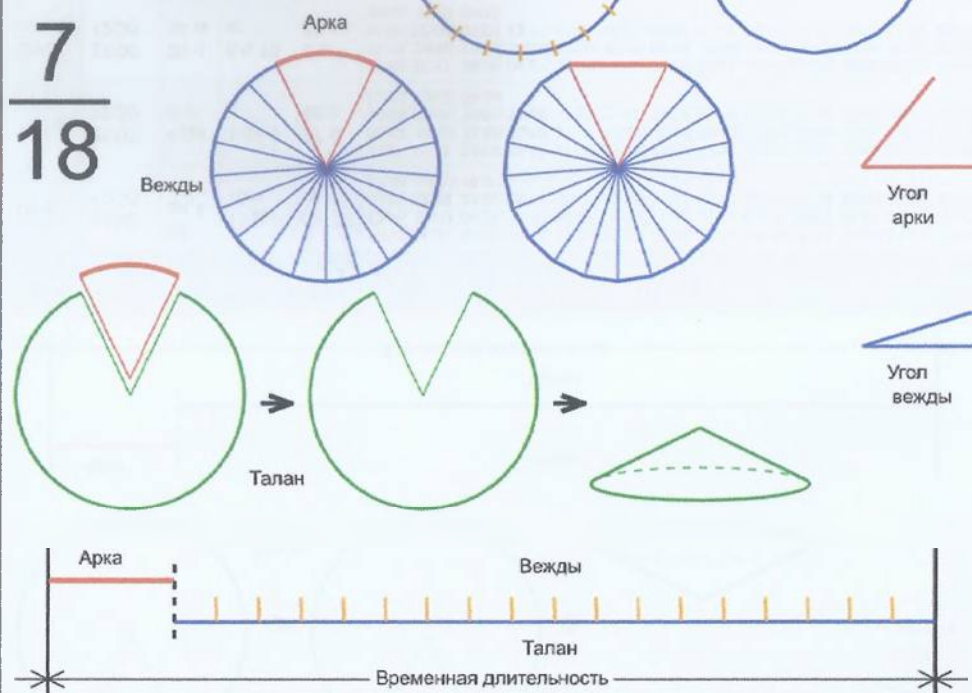 7
18
Арка
Вежды
Угол
арки
Угол
вежды
Талан
Арка
Вежды
Талан
Временная длительность